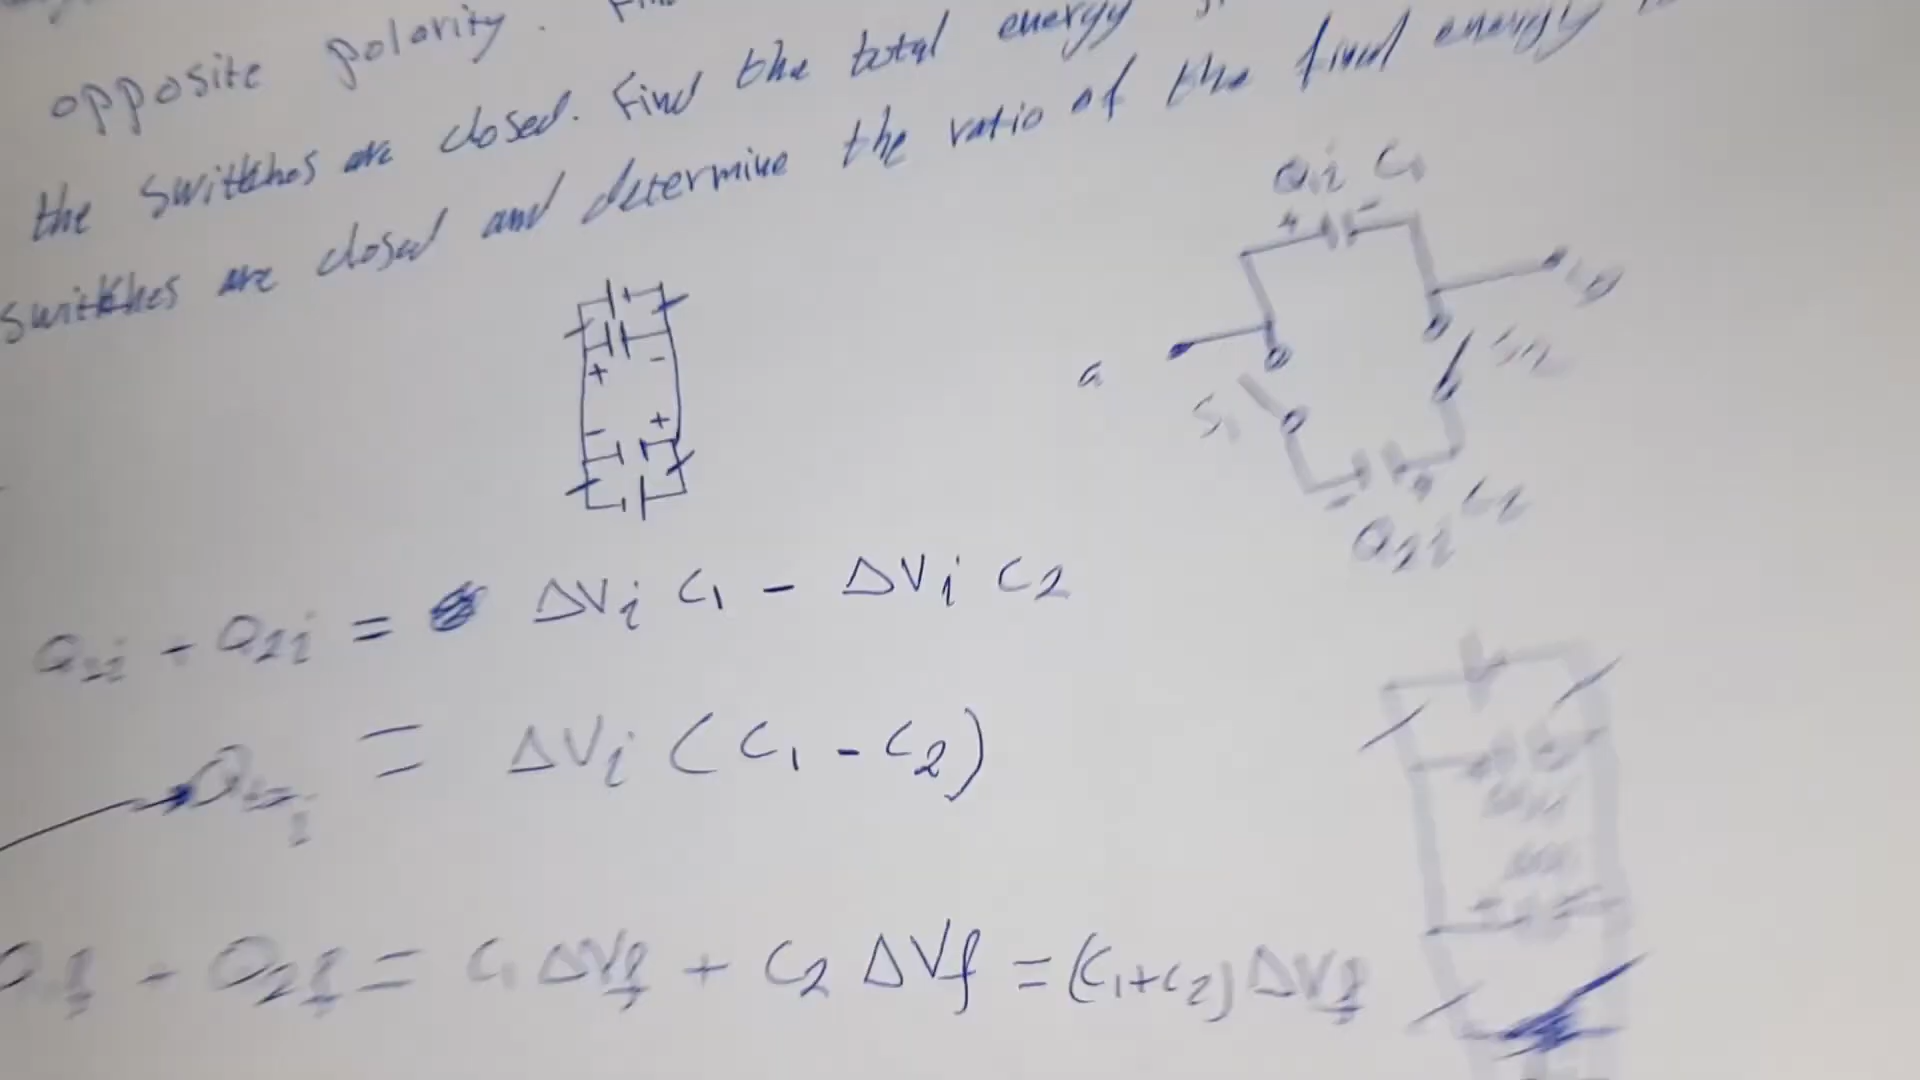 opposite polarity.
the switches are closed. Find the total energy
switches are closed and determine the ratio of the final energy
Q1i C1
+ -
b
a
S1
S2
- +
C2
Q2i
+ -
- +
Q1i - Q2i = ΔVi C1 - ΔVi C2
= ΔVi (C1 - C2)
Q1f - Q2f = C1 ΔVf + C2 ΔVf = (C1+C2) ΔVf